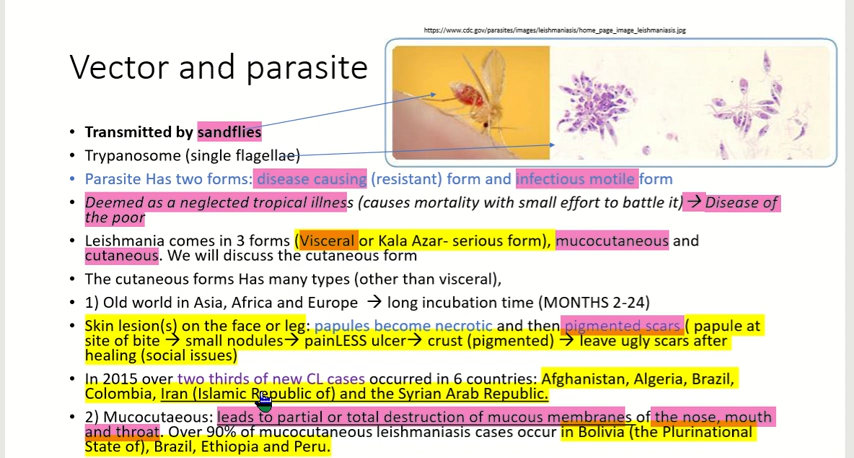 https://www.cdc.gov/parasites/images/leishmaniasis/home_page_image_leishmaniasis.jpg
Vector and parasite
• Transmitted by sandflies
• Trypanosome (single flagellae)
• Parasite Has two forms: disease causing (resistant) form and infectious motile form
• Deemed as a neglected tropical illness (causes mortality with small effort to battle it) → Disease of
the poor
• Leishmania comes in 3 forms (Visceral or Kala Azar- serious form), mucocutaneous and
cutaneous. We will discuss the cutaneous form
• The cutaneous forms Has many types (other than visceral),
• 1) Old world in Asia, Africa and Europe → long incubation time (MONTHS 2-24)
• Skin lesion(s) on the face or leg: papules become necrotic and then pigmented scars ( papule at
site of bite → small nodules→ painLESS ulcer→ crust (pigmented) → leave ugly scars after
healing (social issues)
• In 2015 over two thirds of new CL cases occurred in 6 countries: Afghanistan, Algeria, Brazil,
Colombia, Iran (Islamic Republic of) and the Syrian Arab Republic.
• 2) Mucocutaeous: leads to partial or total destruction of mucous membranes of the nose, mouth
and throat. Over 90% of mucocutaneous leishmaniasis cases occur in Bolivia (the Plurinational
State of), Brazil, Ethiopia and Peru.